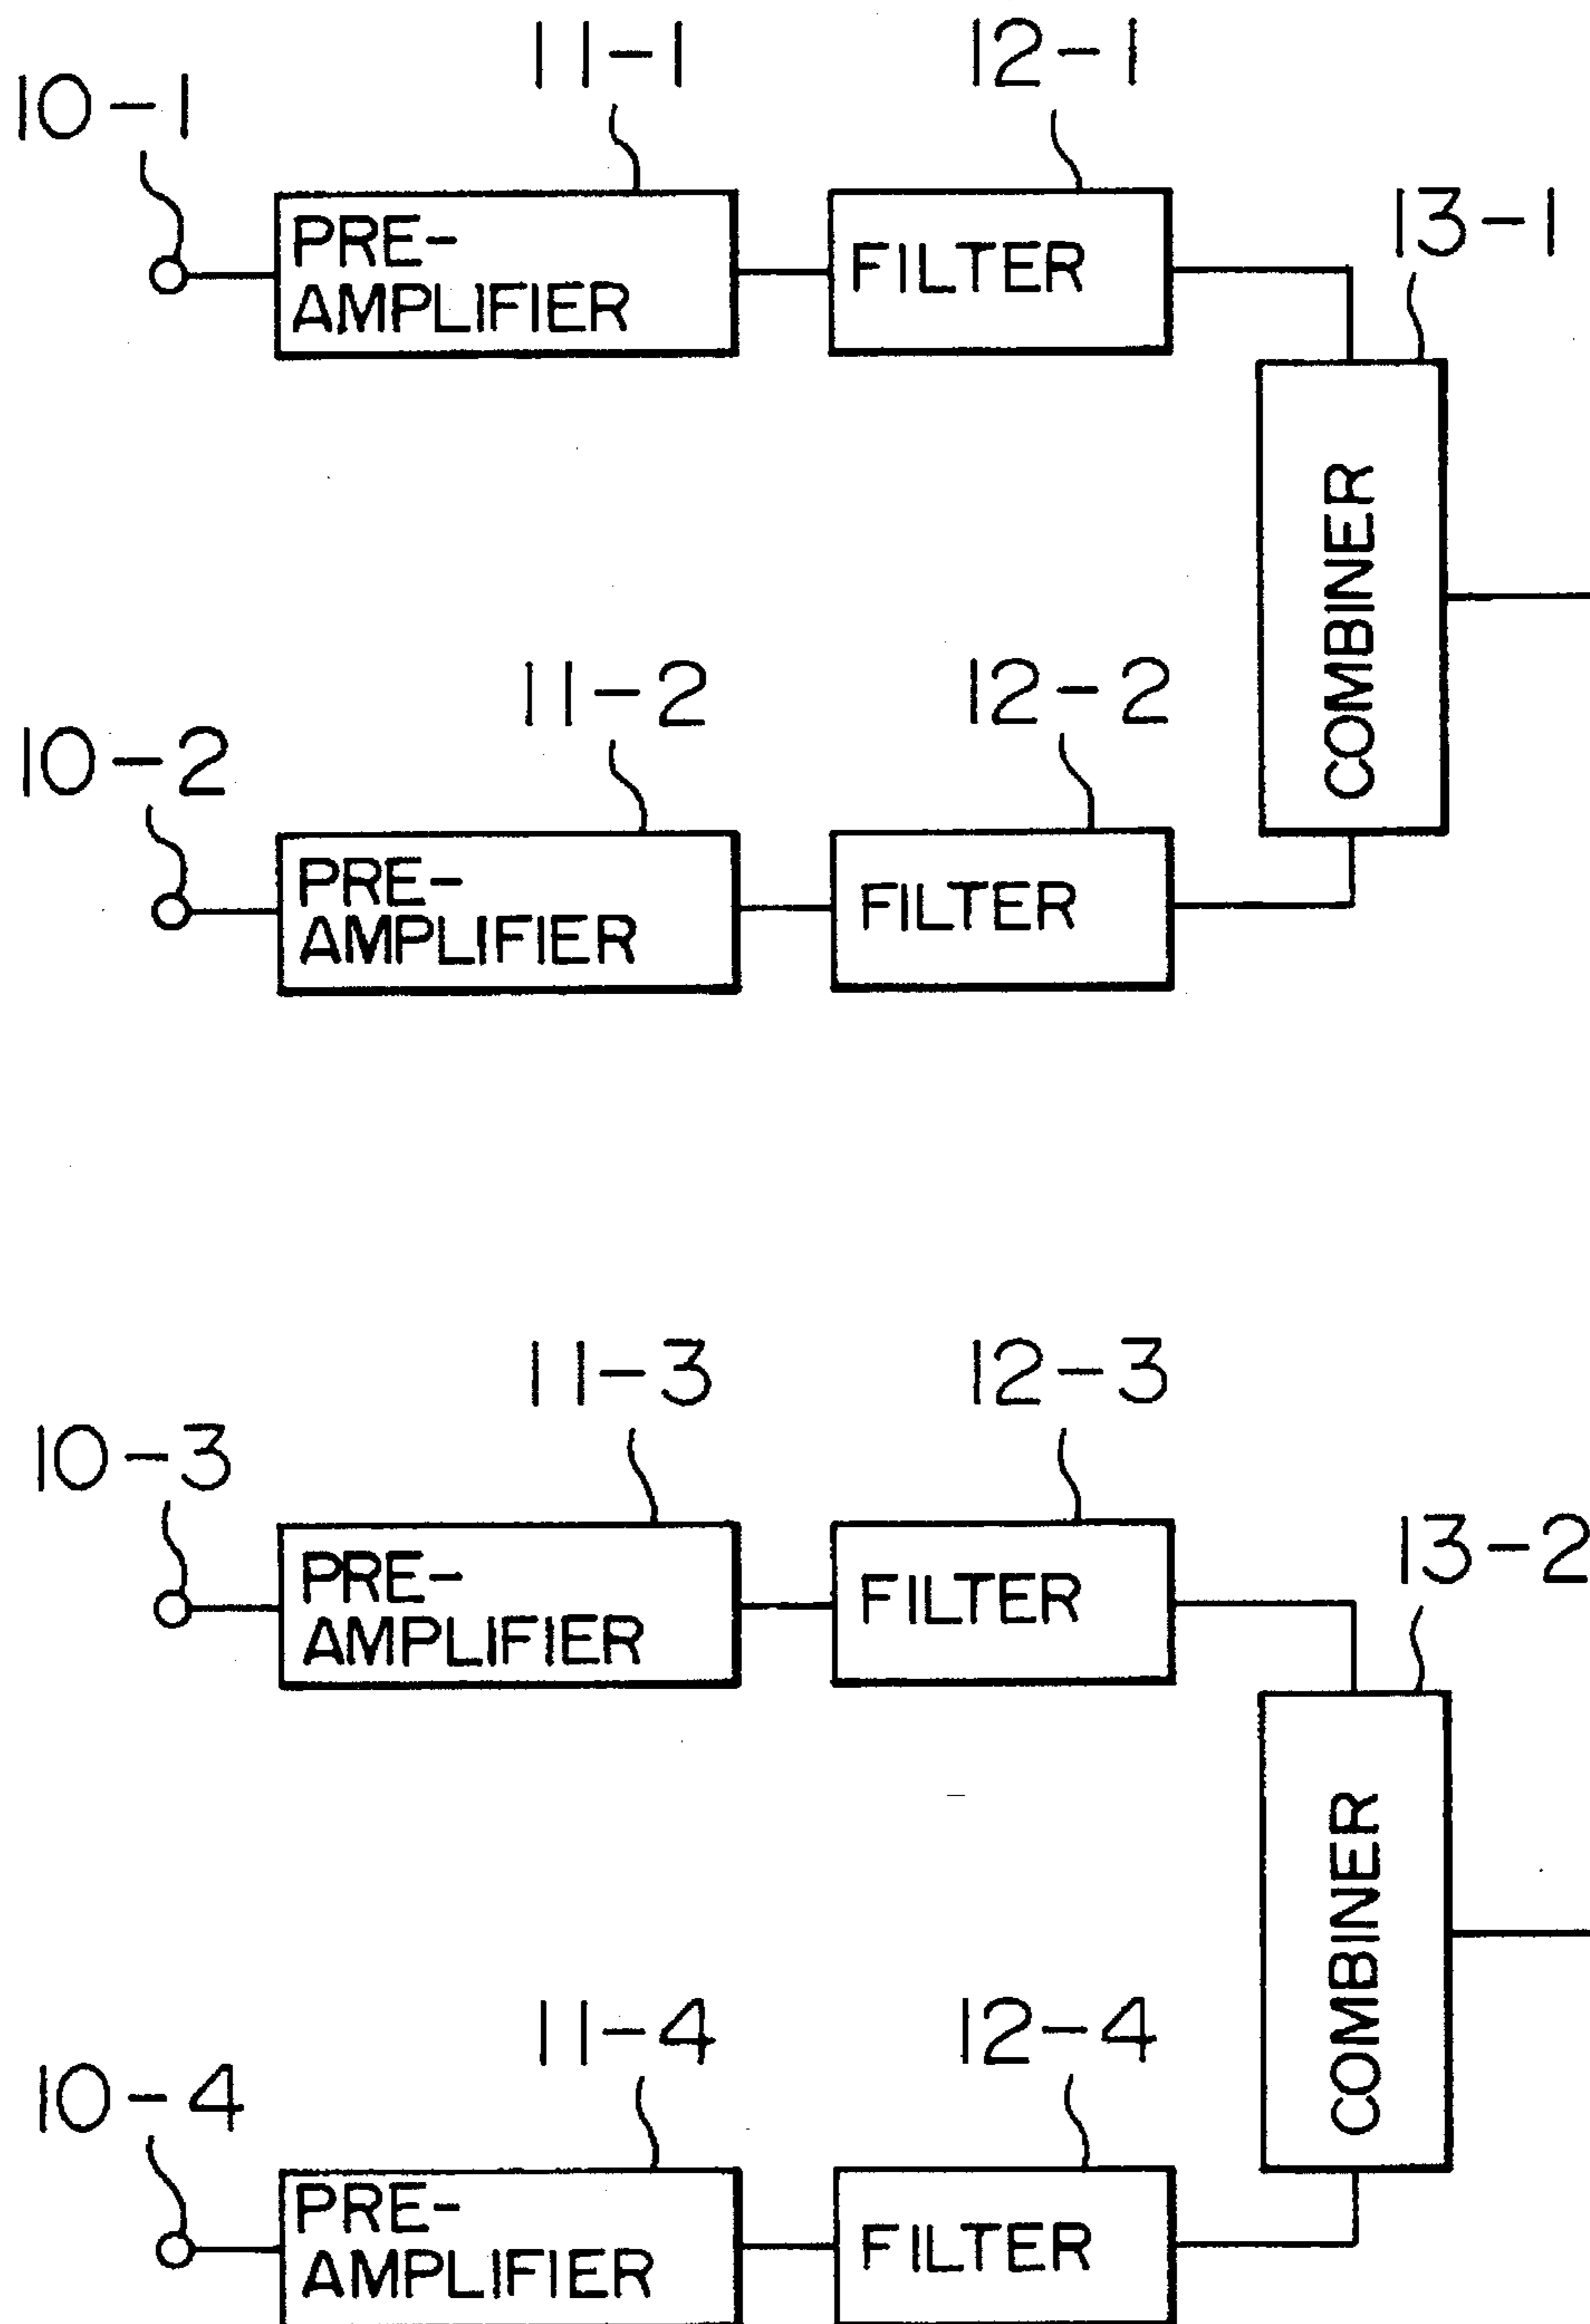 11-1
12-1
10-1
13-1
PRE-
AMPLIFIER
FILTER
COMBINER
11-2
12-2
10-2
PRE-
AMPLIFIER
FILTER
11-3
12-3
10-3
13-2
PRE-
AMPLIFIER
FILTER
COMBINER
11-4
12-4
10-4
PRE-
AMPLIFIER
FILTER